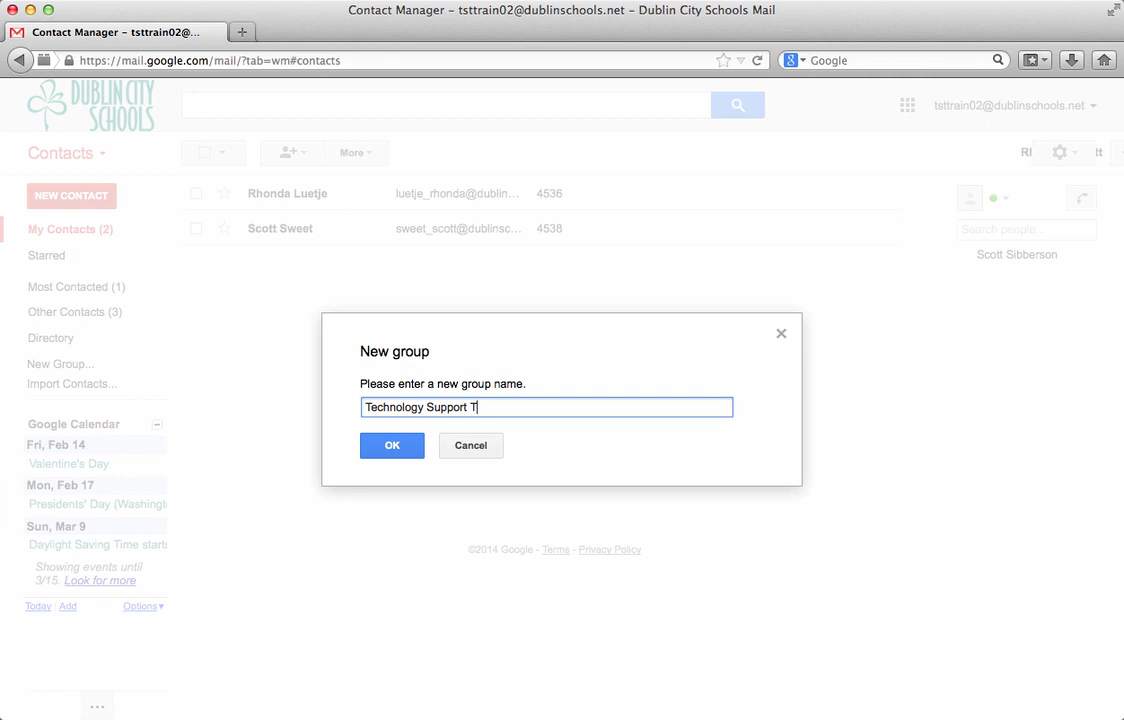 Contact Manager - tsttrain02@dublinschools.net - Dublin City Schools Mail
Contact Manager - tsttrain02@...
https://mail.google.com/mail/?tab=wm#contacts
Google
DUBLIN CITY
SCHOOLS
tsttrain02@dublinschools.net
Contacts
More
NEW CONTACT
Rhonda Luetje luetje_rhonda@dublin... 4536
My Contacts (2)
Scott Sweet sweet_scott@dublinsc... 4538
Search people...
Starred
Scott Sibberson
Most Contacted (1)
Other Contacts (3)
Directory
New Group...
Import Contacts...
New group
Please enter a new group name.
Technology Support T
OK Cancel
Google Calendar
Fri, Feb 14
Valentine's Day
Mon, Feb 17
Presidents' Day (Washingt
Sun, Mar 9
Daylight Saving Time starts
Showing events until
3/15. Look for more
Today Add Options
©2014 Google - Terms - Privacy Policy